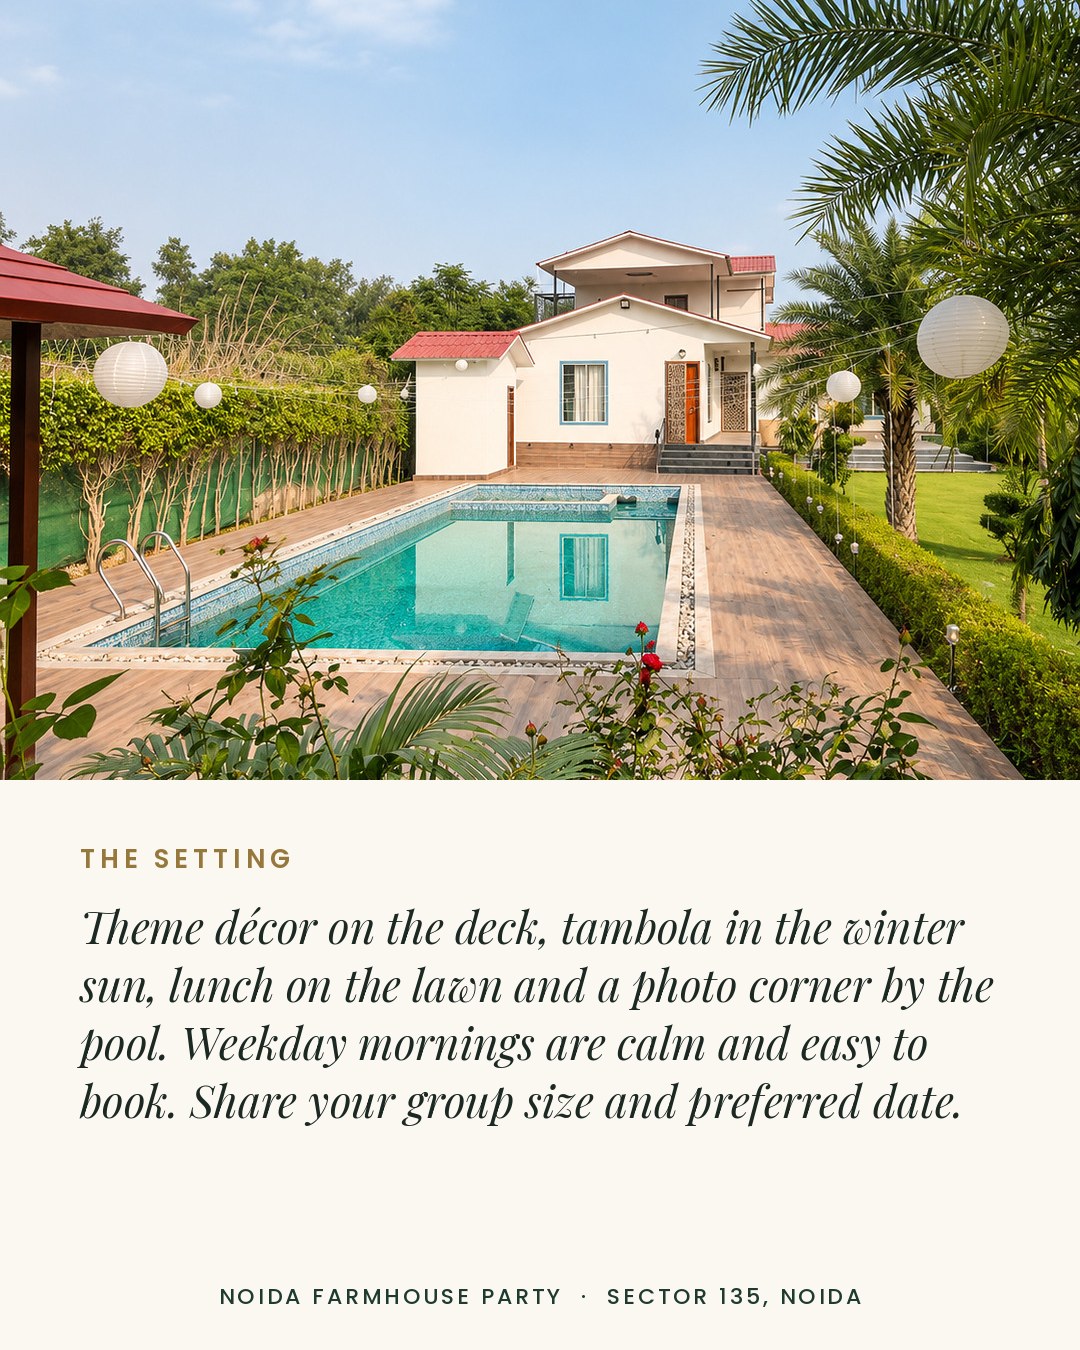 THE SETTING
Theme décor on the deck, tambola in the winter
sun, lunch on the lawn and a photo corner by the
pool. Weekday mornings are calm and easy to
book. Share your group size and preferred date.
NOIDA FARMHOUSE PARTY · SECTOR 135, NOIDA